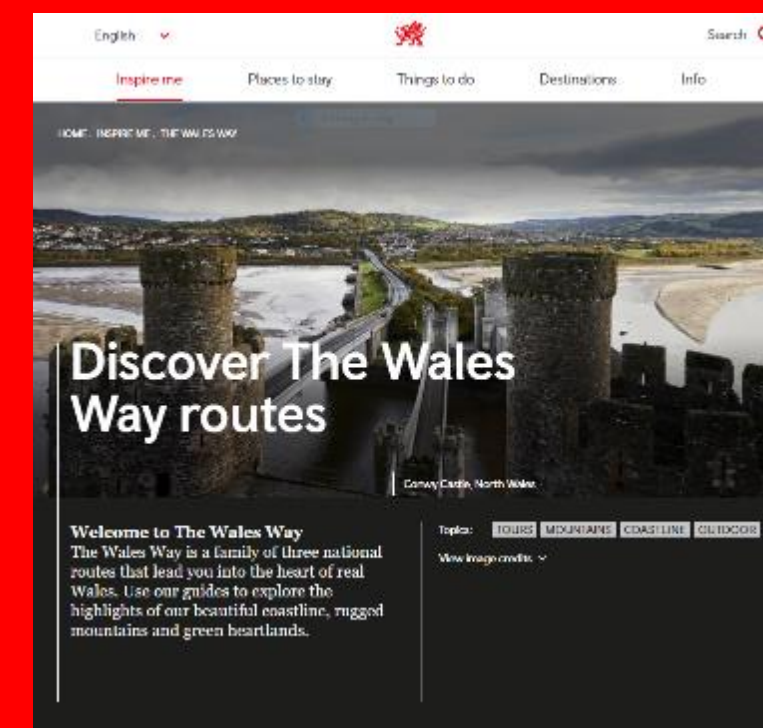 English
Search
Inspire me Places to stay Things to do Destinations Info
HOME . INSPIRE ME . THE WALES WAY
Discover The Wales
Way routes
Conwy Castle, North Wales
Welcome to The Wales Way
The Wales Way is a family of three national
routes that lead you into the heart of real
Wales. Use our guides to explore the
highlights of our beautiful coastline, rugged
mountains and green heartlands.
Topics: TOURS MOUNTAINS COASTLINE OUTDOOR
View image credits